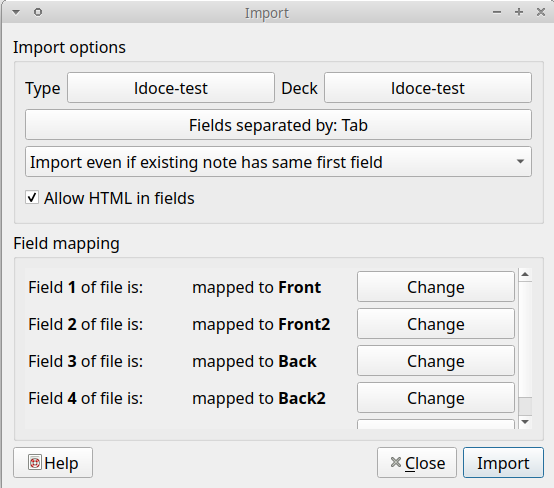 Import
Import options
Type ldoce-test Deck ldoce-test
Fields separated by: Tab
Import even if existing note has same first field
Allow HTML in fields
Field mapping
Field 1 of file is: mapped to Front Change
Field 2 of file is: mapped to Front2 Change
Field 3 of file is: mapped to Back Change
Field 4 of file is: mapped to Back2 Change
Help Close Import